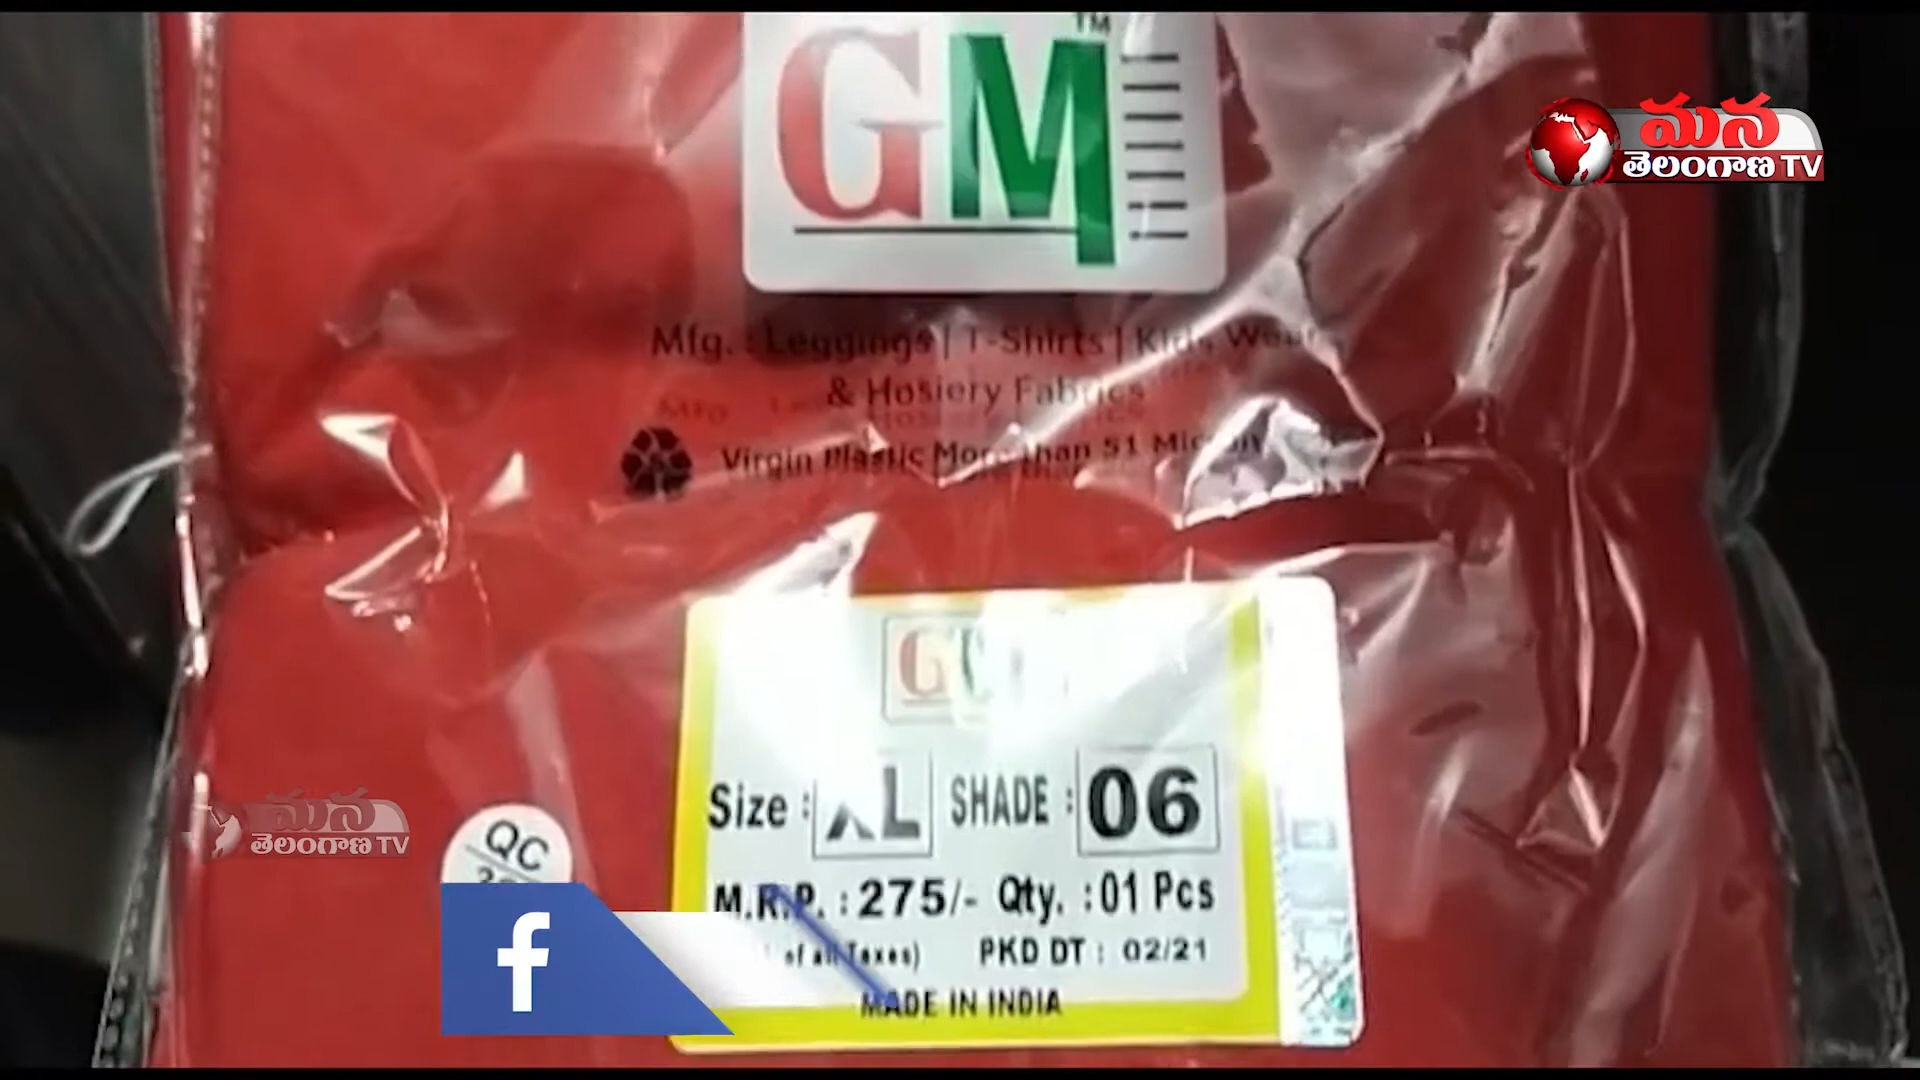 GM TM
మన
తెలంగాణ TV
Mfg. : Leggings | T-Shirts | Kids Wear
& Hosiery Fabrics
Virgin Plastic More than 51 Micron
Size : XL SHADE : 06
మన
తెలంగాణ TV
QC
M.R.P. : 275/- Qty. : 01 Pcs
of all Taxes) PKD DT : 02/21
MADE IN INDIA
f